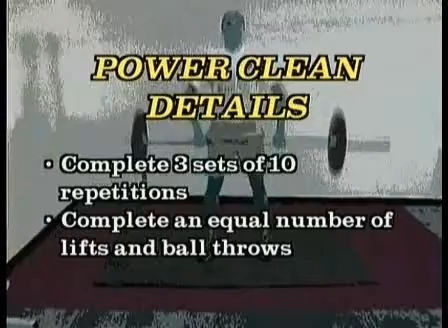 POWER CLEAN
DETAILS
• Complete 3 sets of 10
repetitions
• Complete an equal number of
lifts and ball throws